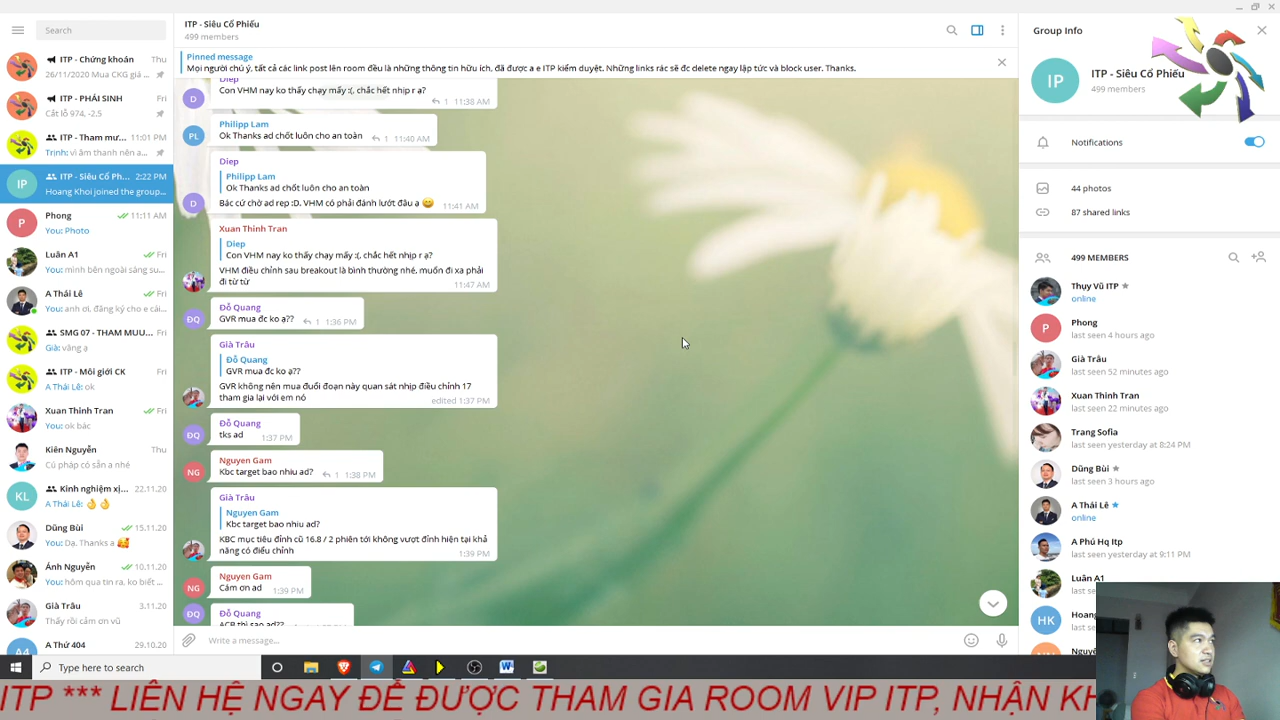 Search
ITP - Chứng khoán
Thu
26/11/2020 Mua CKG giá ...
ITP - PHÁI SINH
Fri
Cắt lỗ 974, -2.5
ITP - Tham mư...
11:01 PM
Trịnh: vì âm thanh nên a...
ITP - Siêu Cổ Ph...
2:22 PM
Hoang Khoi joined the group...
Phong
11:11 AM
You: Photo
Luân A1
Fri
You: mình bên ngoài sáng su...
A Thái Lê
Fri
You: anh ơi, đăng ký cho e cái...
SMG 07 - THAM MUU...
Fri
Già: vâng ạ
ITP - Môi giới CK
Fri
A Thái Lê: ok
Xuan Thinh Tran
Fri
You: ok bác
Kiên Nguyễn
Thu
Cú pháp có sẵn a nhé
Kinh nghiệm xị...
22.11.20
A Thái Lê: 👌 👌
Dũng Bùi
15.11.20
You: Dạ. Thanks a 🥰
Ánh Nguyễn
10.11.20
You: hôm qua tin ra, ko biết ...
Già Trâu
3.11.20
Thấy rồi cảm ơn vũ
A Thứ 404
29.10.20
ITP - Siêu Cổ Phiếu
499 members
Pinned message
Mọi người chú ý, tất cả các link post lên room đều là những thông tin hữu ích, đã được a e ITP kiểm duyệt. Những links rác sẽ đc delete ngay lập tức và block user. Thanks.
Diep
Con VHM nay ko thấy chạy mấy :(, chắc hết nhịp r ạ?
1 11:38 AM
PL
Philipp Lam
Ok Thanks ad chốt luôn cho an toàn
1 11:40 AM
Diep
Philipp Lam
Ok Thanks ad chốt luôn cho an toàn
Bác cứ chờ ad rep :D. VHM có phải đánh lướt đâu ạ 😄
11:41 AM
Xuan Thinh Tran
Diep
Con VHM nay ko thấy chạy mấy :(, chắc hết nhịp r ạ?
VHM điều chỉnh sau breakout là bình thường nhé, muốn đi xa phải
đi từ từ
11:47 AM
Đỗ Quang
GVR mua đc ko ạ??
1 1:36 PM
Già Trâu
Đỗ Quang
GVR mua đc ko ạ??
GVR không nên mua đuổi đoạn này quan sát nhịp điều chỉnh 17
tham gia lại với em nó
edited 1:37 PM
Đỗ Quang
tks ad
1:37 PM
Nguyen Gam
Kbc target bao nhiu ad?
1 1:38 PM
Già Trâu
Nguyen Gam
Kbc target bao nhiu ad?
KBC mục tiêu đỉnh cũ 16.8 / 2 phiên tới không vượt đỉnh hiện tại khả
năng có điều chỉnh
1:39 PM
Nguyen Gam
Cám ơn ad
1:39 PM
Đỗ Quang
ACB thì sao ad??
Write a message...
Group Info
IP
ITP - Siêu Cổ Phiếu
499 members
Notifications
44 photos
87 shared links
499 MEMBERS
Thụy Vũ ITP
online
Phong
last seen 4 hours ago
Già Trâu
last seen 52 minutes ago
Xuan Thinh Tran
last seen 22 minutes ago
Trang Sofia
last seen yesterday at 8:24 PM
Dũng Bùi
last seen 3 hours ago
A Thái Lê
online
A Phú Hq Itp
last seen yesterday at 9:11 PM
Luân A1
last se
HK
Hoang
last se
Type here to search
ITP *** LIÊN HỆ NGAY ĐỂ ĐƯỢC THAM GIA ROOM VIP ITP, NHẬN KH